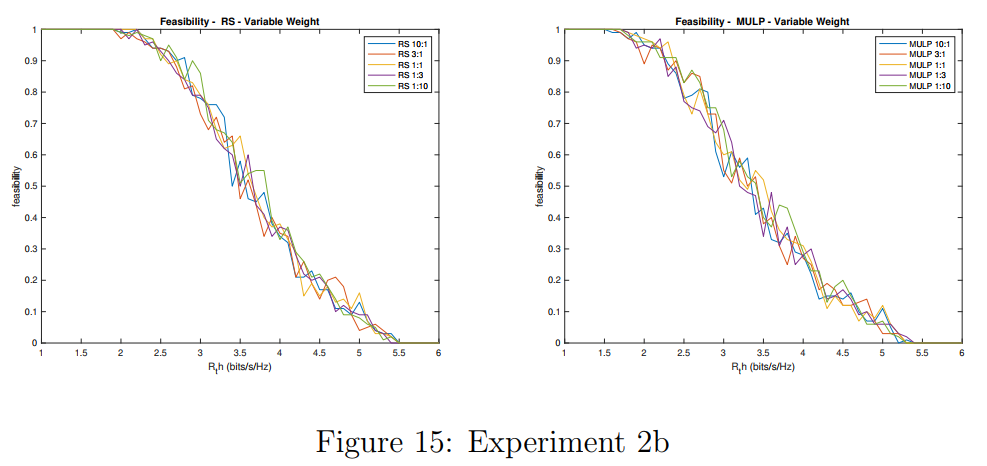 Feasibility - RS - Variable Weight
1
0.9
0.8
0.7
0.6
0.5
0.4
0.3
0.2
0.1
0
feasibility
1 1.5 2 2.5 3 3.5 4 4.5 5 5.5 6
R_th (bits/s/Hz)
RS 10:1
RS 3:1
RS 1:1
RS 1:3
RS 1:10
Feasibility - MULP - Variable Weight
1
0.9
0.8
0.7
0.6
0.5
0.4
0.3
0.2
0.1
0
feasibility
1 1.5 2 2.5 3 3.5 4 4.5 5 5.5 6
R_th (bits/s/Hz)
MULP 10:1
MULP 3:1
MULP 1:1
MULP 1:3
MULP 1:10
Figure 15: Experiment 2b